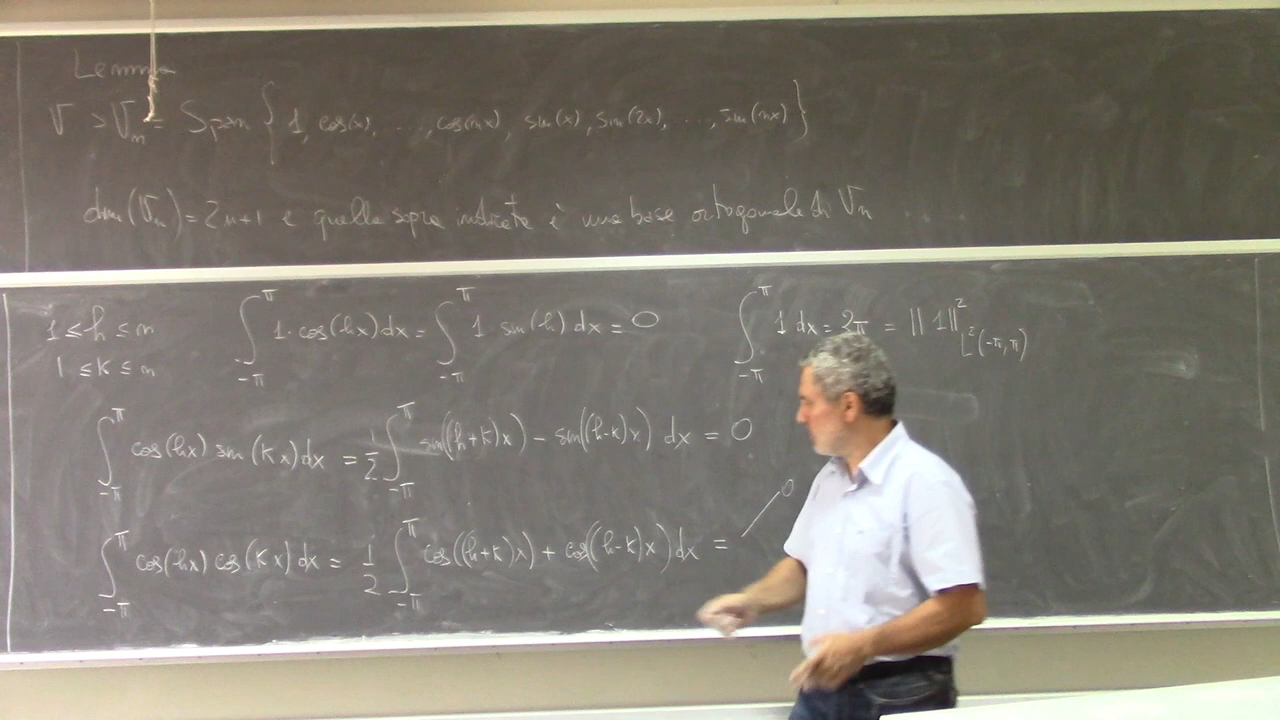 Lemma
V > Vₙ = Span { 1, cos(x), ..., cos(nx), sin(x), sin(2x), ..., sin(nx) }
dim(Vₙ) = 2n+1 e quella sopra indicata è una base ortogonale di Vₙ
1 ≤ h ≤ n ∫_{-π}^{π} 1·cos(hx)dx = ∫_{-π}^{π} 1·sin(h) dx = 0 ∫_{-π}^{π} 1 dx = 2π = ||1||²_{L²(-π,π)}
1 ≤ K ≤ n
∫_{-π}^{π} cos(hx) sin(Kx)dx = 1/2 ∫_{-π}^{π} sin((h+K)x) - sin((h-K)x) dx = 0
∫_{-π}^{π} cos(hx) cos(Kx)dx = 1/2 ∫_{-π}^{π} cos((h+K)x) + cos((h-K)x)dx = 0